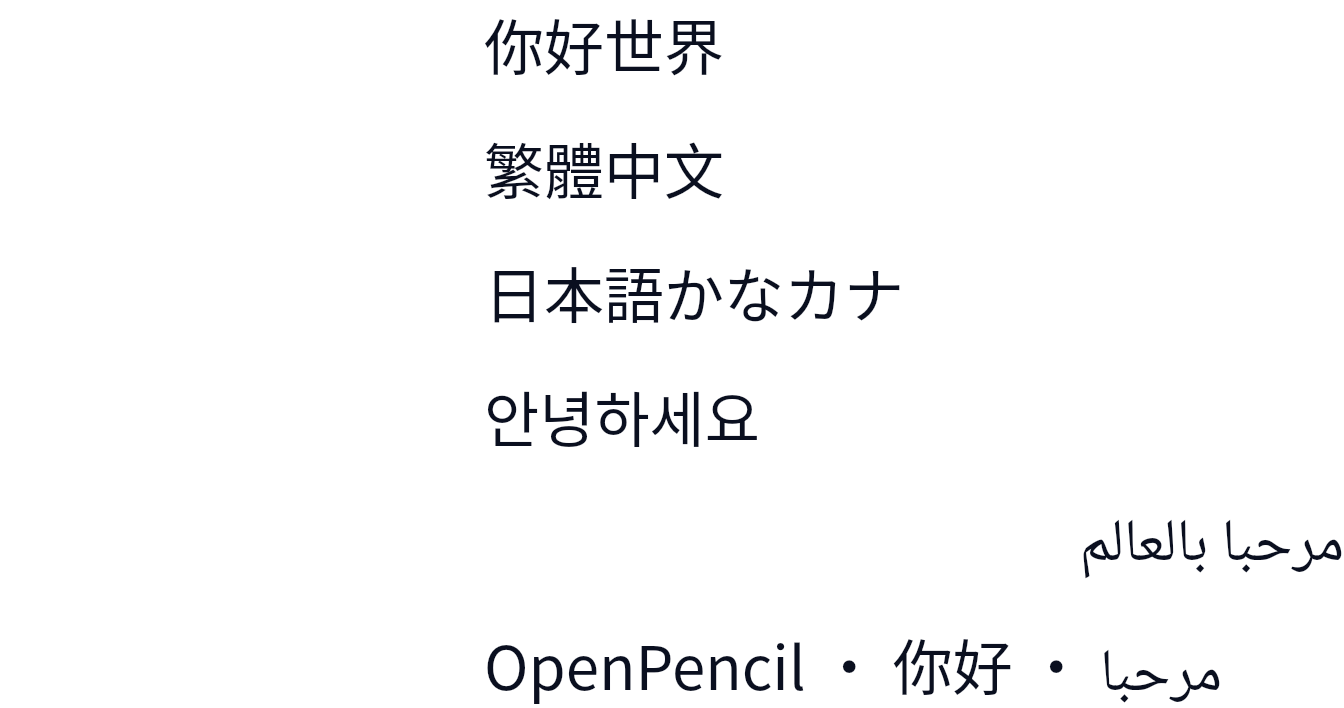 你好世界
繁體中文
日本語かなカナ
안녕하세요
مرحبا بالعالم
OpenPencil · 你好 · مرحبا